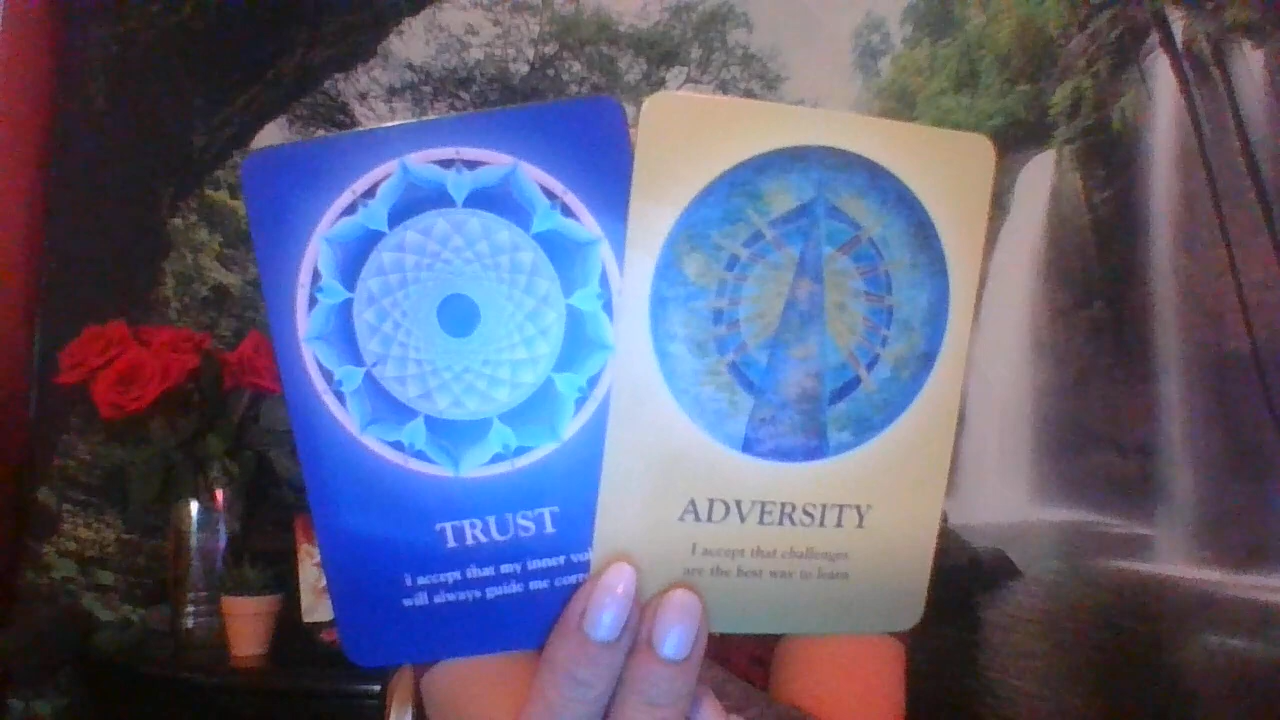 TRUST
I accept that my inner
will always guide me
ADVERSITY
I accept that challenges
are the best way to learn